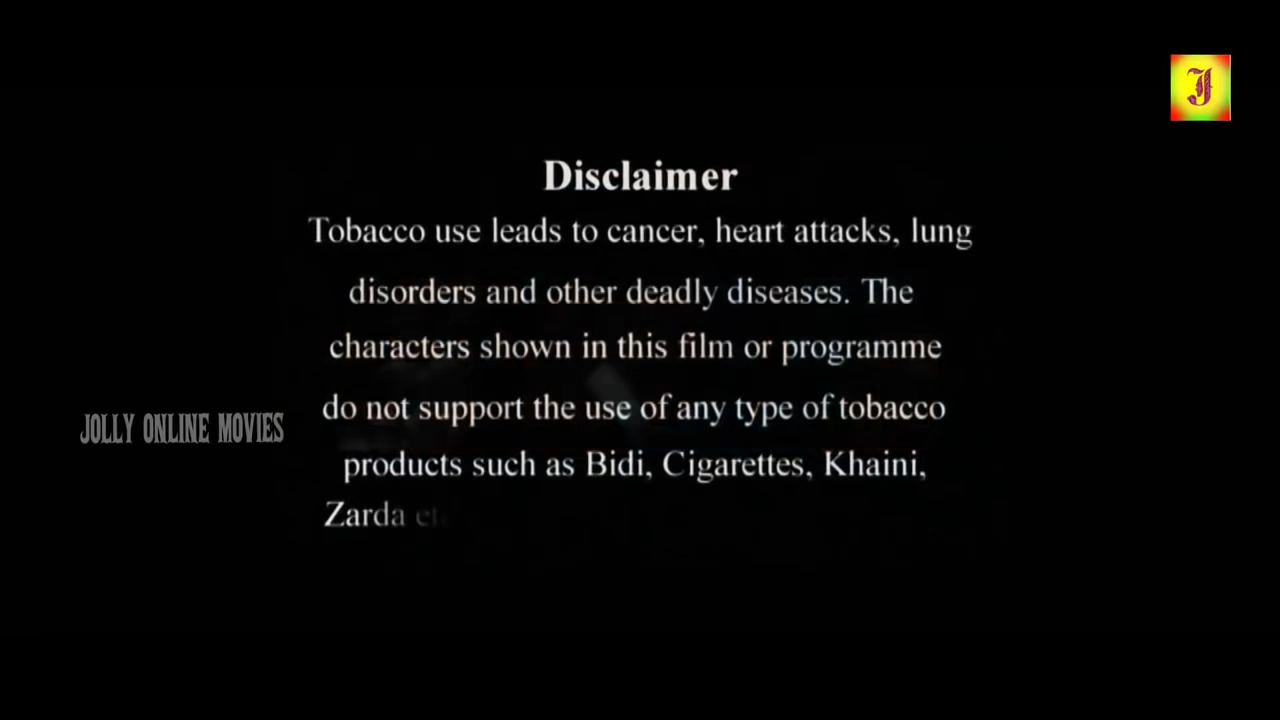 J
Disclaimer
Tobacco use leads to cancer, heart attacks, lung
disorders and other deadly diseases. The
characters shown in this film or programme
do not support the use of any type of tobacco
JOLLY ONLINE MOVIES
products such as Bidi, Cigarettes, Khaini,
Zarda